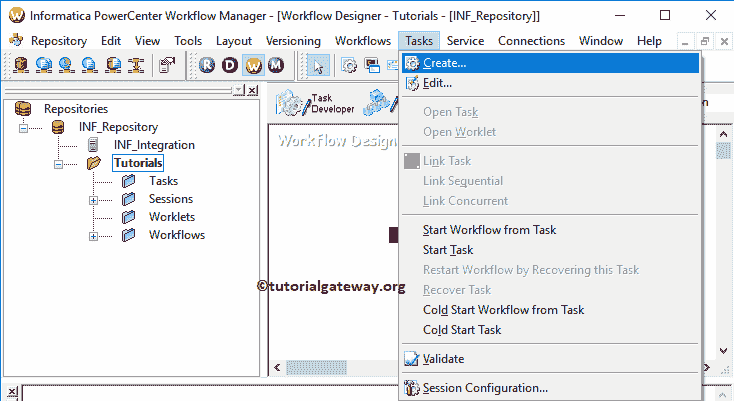 Informatica PowerCenter Workflow Manager - [Workflow Designer - Tutorials - [INF_Repository]]
Repository Edit View Tools Layout Versioning Workflows Tasks Service Connections Window Help
R D W M
Repositories
INF_Repository
INF_Integration
Tutorials
Tasks
Sessions
Worklets
Workflows
Task
Developer
Workflow Design
©tutorialgateway.org
Create...
Edit...
Open Task
Open Worklet
Link Task
Link Sequential
Link Concurrent
Start Workflow from Task
Start Task
Restart Workflow by Recovering this Task
Recover Task
Cold Start Workflow from Task
Cold Start Task
Validate
Session Configuration...